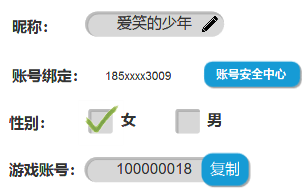 昵称： 爱笑的少年
账号绑定： 185xxxx3009 账号安全中心
性别： 女 男
游戏账号： 100000018 复制